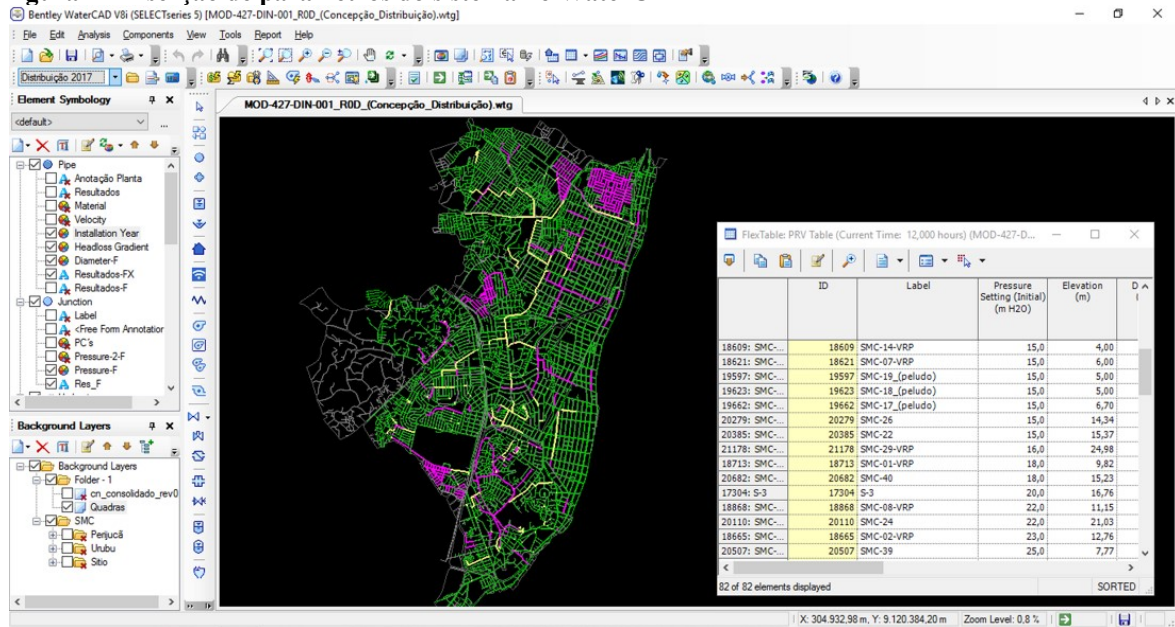 Bentley WaterCAD V8i (SELECTseries 5) [MOD-427-DIN-001_R0D_(Concepção_Distribuição).wtg]
File Edit Analysis Components View Tools Report Help
Distribuição 2017
Element Symbology
<default>
Pipe
Anotação Planta
Resultados
Material
Velocity
Installation Year
Headloss Gradient
Diameter-F
Resultados-FX
Resultados-F
Junction
Label
<Free Form Annotation
PC's
Pressure-2-F
Pressure-F
Res_F
Background Layers
Background Layers
Folder - 1
cn_consolidado_rev0
Quadras
SMC
Perijucã
Urubu
Sitio
MOD-427-DIN-001_R0D_(Concepção_Distribuição).wtg
FlexTable: PRV Table (Current Time: 12,000 hours) (MOD-427-D...
ID Label Pressure Setting (Initial) (m H2O) Elevation (m) D
18609: SMC-... 18609 SMC-14-VRP 15,0 4,00
18621: SMC-... 18621 SMC-07-VRP 15,0 6,00
19597: SMC-... 19597 SMC-19_(peludo) 15,0 5,00
19623: SMC-... 19623 SMC-18_(peludo) 15,0 5,00
19662: SMC-... 19662 SMC-17_(peludo) 15,0 6,70
20279: SMC-... 20279 SMC-26 15,0 14,34
20385: SMC-... 20385 SMC-22 15,0 15,37
21178: SMC-... 21178 SMC-29-VRP 16,0 24,98
18713: SMC-... 18713 SMC-01-VRP 18,0 9,82
20682: SMC-... 20682 SMC-40 18,0 15,23
17304: S-3 17304 S-3 20,0 16,76
18868: SMC-... 18868 SMC-08-VRP 22,0 11,15
20110: SMC-... 20110 SMC-24 22,0 21,03
18665: SMC-... 18665 SMC-02-VRP 23,0 12,76
20507: SMC-... 20507 SMC-39 25,0 7,77
82 of 82 elements displayed SORTED
X: 304.932,98 m, Y: 9.120.384,20 m Zoom Level: 0,8 %